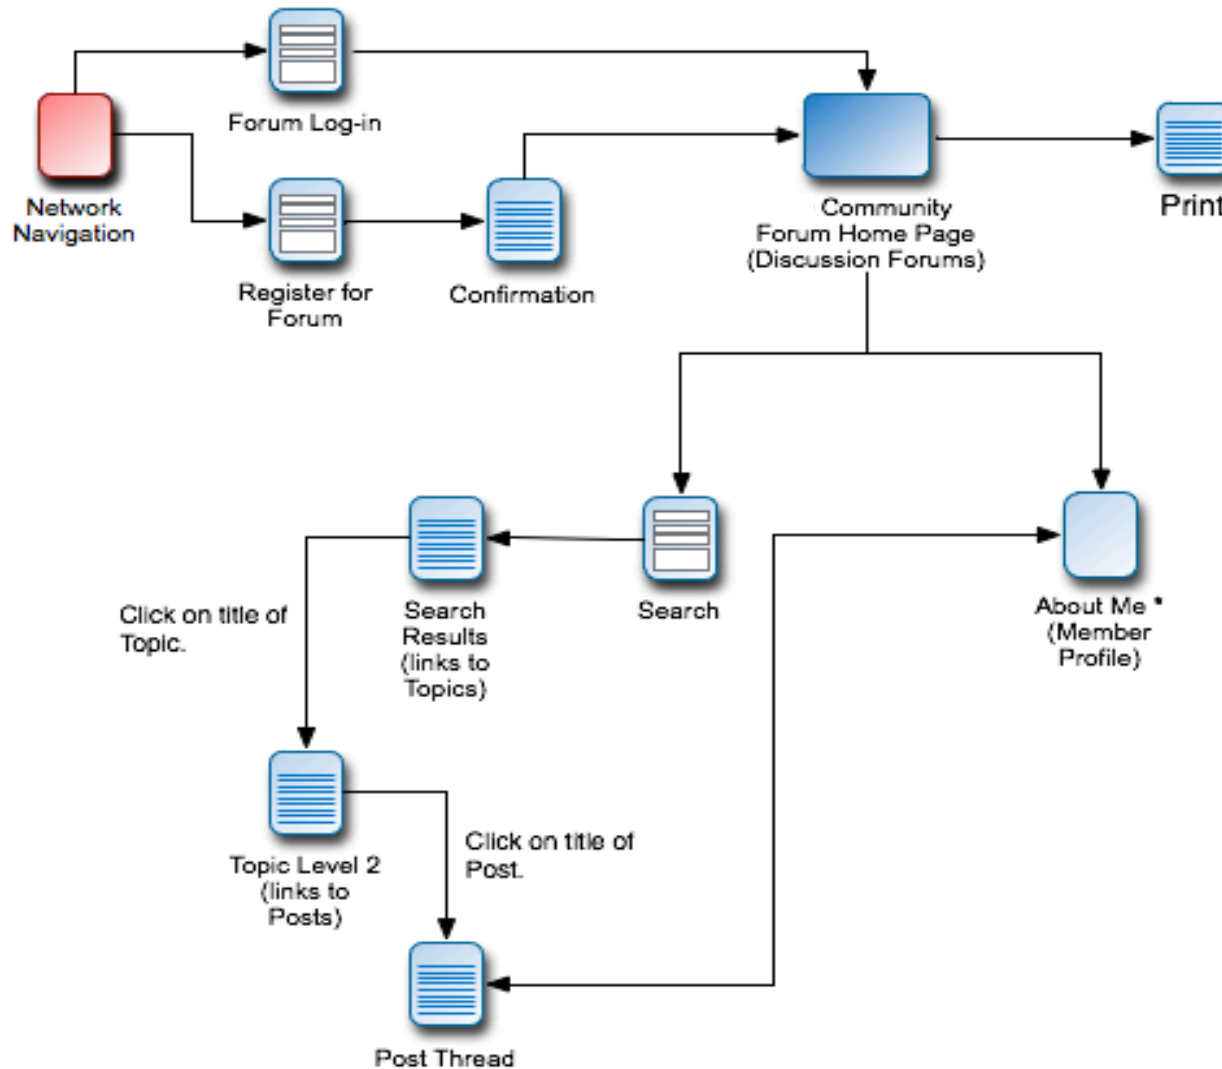 Forum Log-in
Network
Navigation
Register for
Forum
Confirmation
Community
Forum Home Page
(Discussion Forums)
Print
Search
Results
(links to
Topics)
Search
About Me *
(Member
Profile)
Click on title of
Topic.
Topic Level 2
(links to
Posts)
Click on title of
Post.
Post Thread